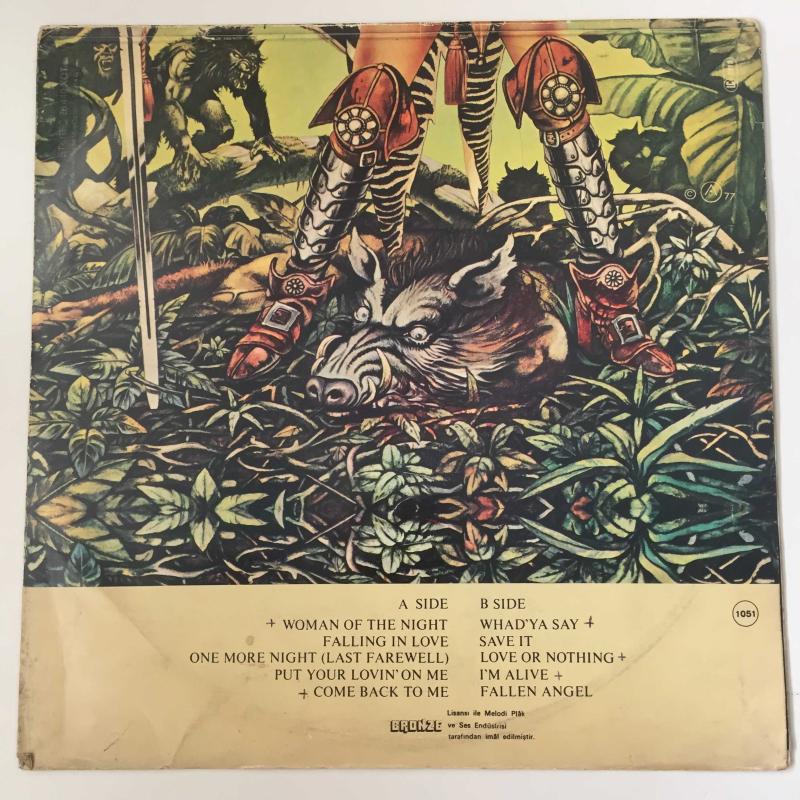 © 77
A SIDE
+ WOMAN OF THE NIGHT
FALLING IN LOVE
ONE MORE NIGHT (LAST FAREWELL)
PUT YOUR LOVIN' ON ME
+ COME BACK TO ME
B SIDE
WHAD'YA SAY +
SAVE IT
LOVE OR NOTHING +
I'M ALIVE +
FALLEN ANGEL
1051
BRONZE
Lisansı ile Melodi Plâk
ve Ses Endüstrisi
tarafından imâl edilmiştir.